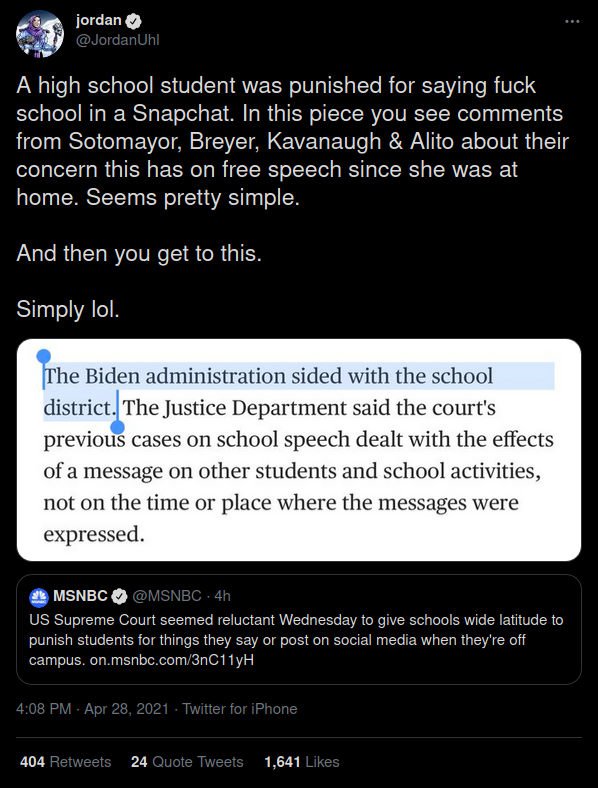 jordan
@JordanUhl
A high school student was punished for saying fuck
school in a Snapchat. In this piece you see comments
from Sotomayor, Breyer, Kavanaugh & Alito about their
concern this has on free speech since she was at
home. Seems pretty simple.
And then you get to this.
Simply lol.
The Biden administration sided with the school
district. The Justice Department said the court's
previous cases on school speech dealt with the effects
of a message on other students and school activities,
not on the time or place where the messages were
expressed.
MSNBC @MSNBC · 4h
US Supreme Court seemed reluctant Wednesday to give schools wide latitude to
punish students for things they say or post on social media when they're off
campus. on.msnbc.com/3nC11yH
4:08 PM · Apr 28, 2021 · Twitter for iPhone
404 Retweets 24 Quote Tweets 1,641 Likes